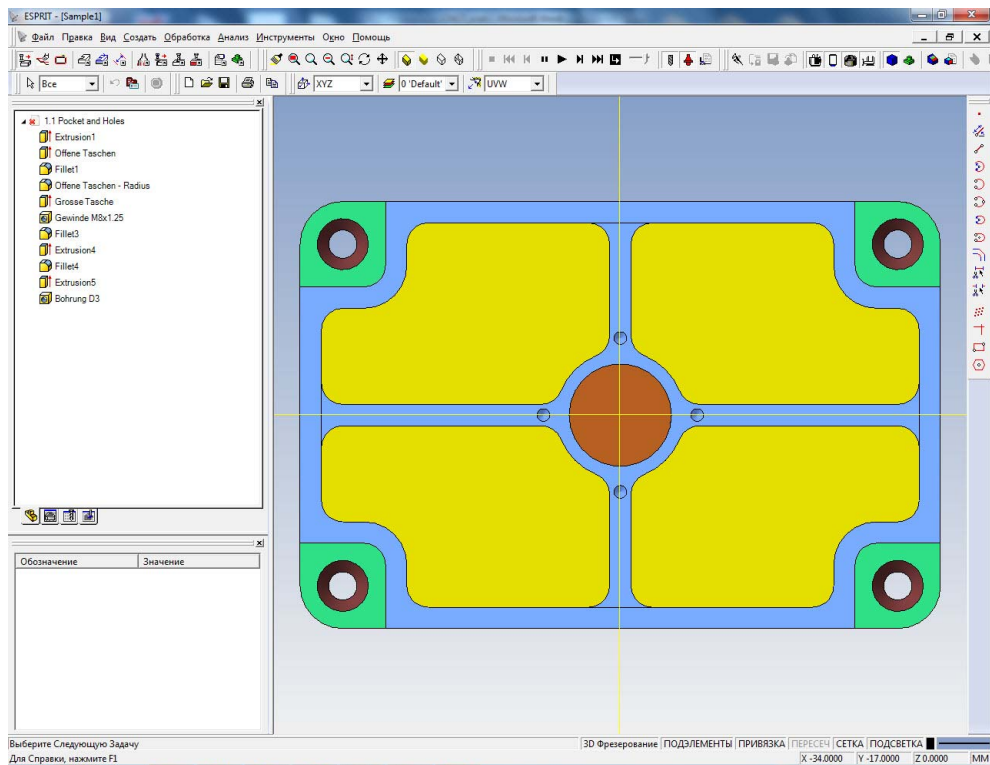 ESPRIT - [Sample1]
Файл Правка Вид Создать Обработка Анализ Инструменты Окно Помощь
Все XYZ 0 'Default' UVW
1.1 Pocket and Holes
Extrusion1
Offene Taschen
Fillet1
Offene Taschen - Radius
Grosse Tasche
Gewinde M8x1.25
Fillet3
Extrusion4
Fillet4
Extrusion5
Bohrung D3
Обозначение Значение
Выберите Следующую Задачу 3D Фрезерование ПОДЭЛЕМЕНТЫ ПРИВЯЗКА ПЕРЕСЕЧ СЕТКА ПОДСВЕТКА
Для Справки, нажмите F1 X -34.0000 Y -17.0000 Z 0.0000 MM